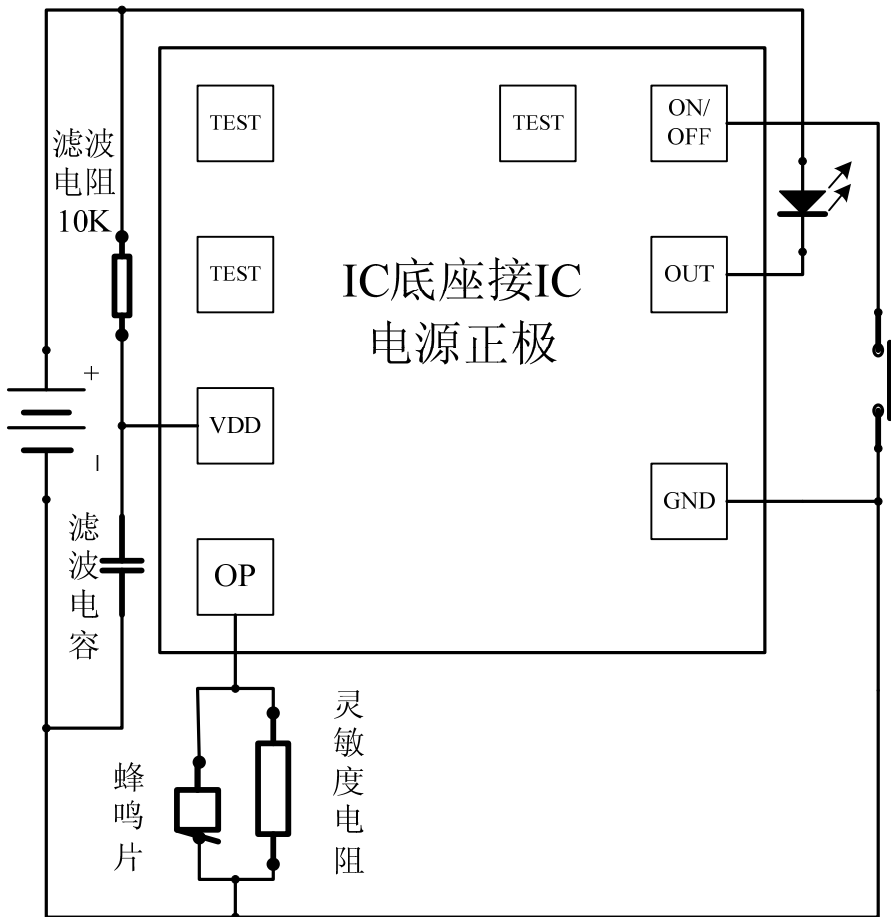 TEST
TEST
ON/
OFF
滤波
电阻
10K
TEST
IC底座接IC
电源正极
OUT
+
VDD
−
GND
滤波电容
OP
灵敏度电阻
蜂鸣片